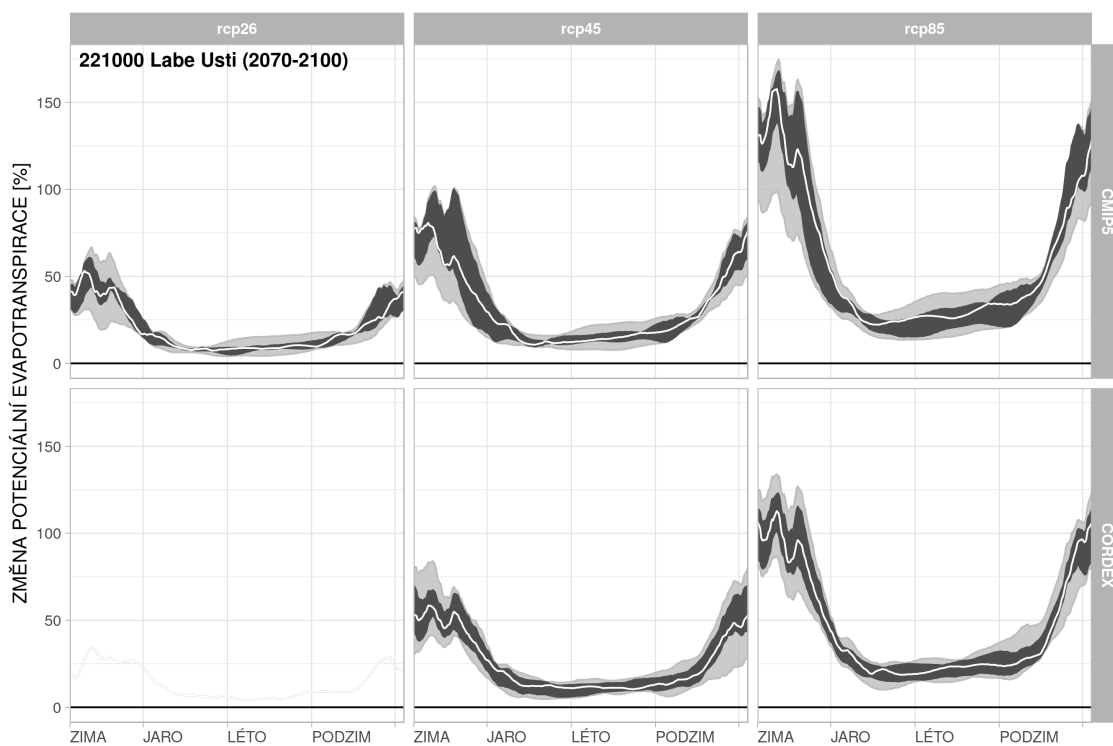 rcp26 rcp45 rcp85
221000 Labe Usti (2070-2100)
ZMĚNA POTENCIÁLNÍ EVAPOTRANSPIRACE [%]
150
100
50
0
CMIP5
150
100
50
0
CORDEX
ZIMA JARO LÉTO PODZIM ZIMA JARO LÉTO PODZIM ZIMA JARO LÉTO PODZIM